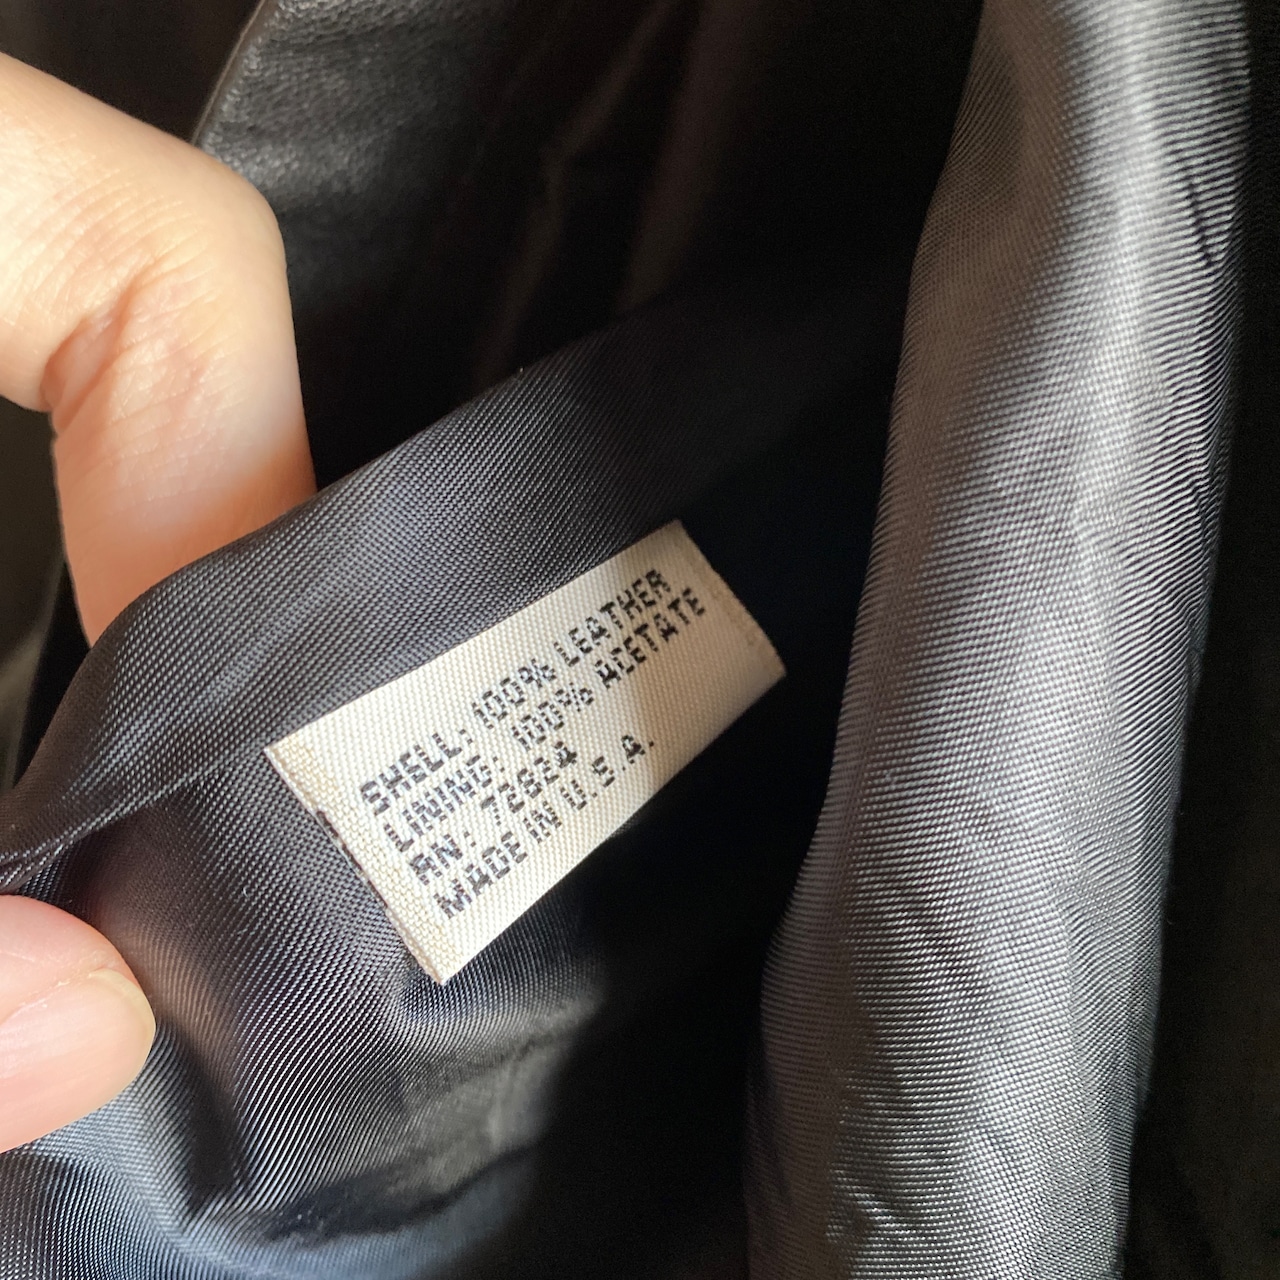 SHELL: 100% LEATHER
LINING: 100% ACETATE
RN: 72824
MADE IN U.S.A.